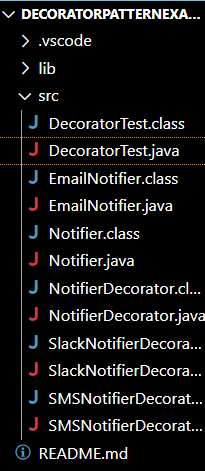 DECORATORPATTERNEXA...
.vscode
lib
src
DecoratorTest.class
DecoratorTest.java
EmailNotifier.class
EmailNotifier.java
Notifier.class
Notifier.java
NotifierDecorator.cl...
NotifierDecorator.java
SlackNotifierDecora...
SlackNotifierDecora...
SMSNotifierDecorat...
SMSNotifierDecorat...
README.md